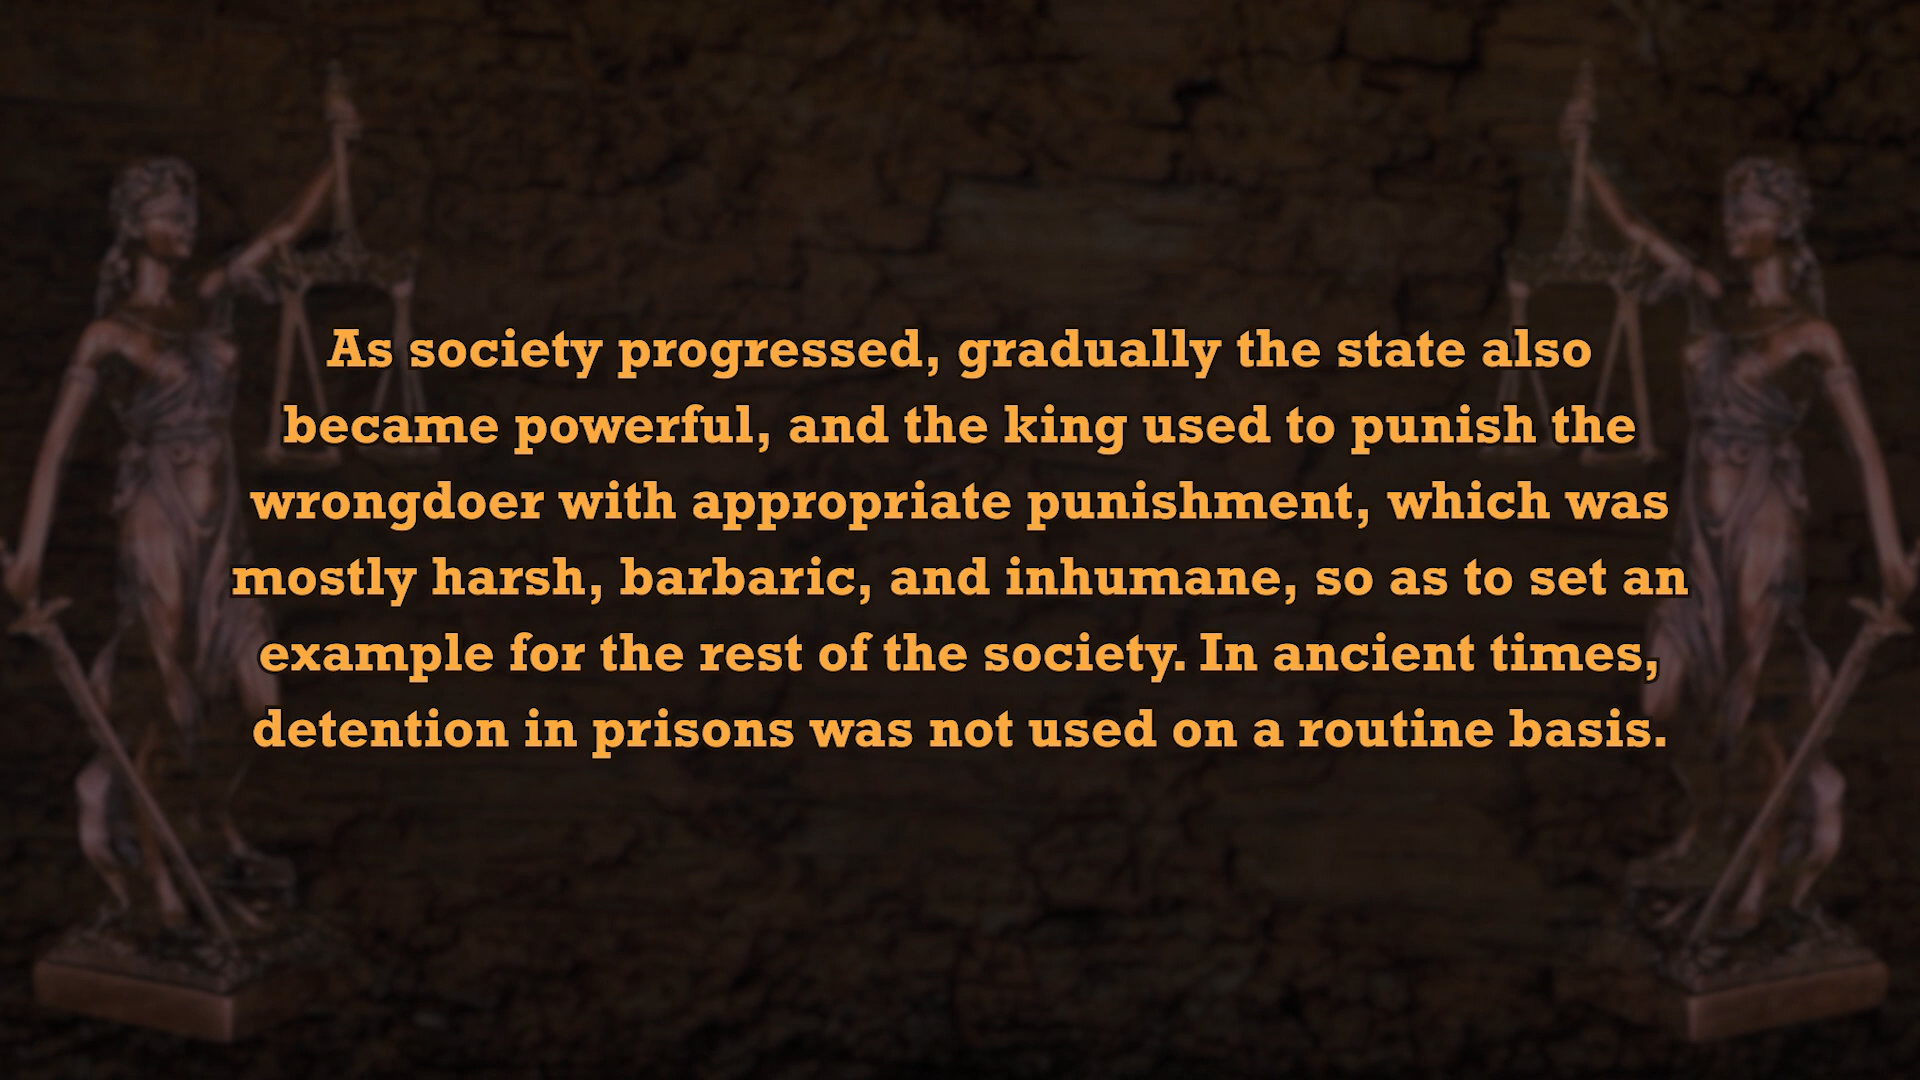 As society progressed, gradually the state also
became powerful, and the king used to punish the
wrongdoer with appropriate punishment, which was
mostly harsh, barbaric, and inhumane, so as to set an
example for the rest of the society. In ancient times,
detention in prisons was not used on a routine basis.